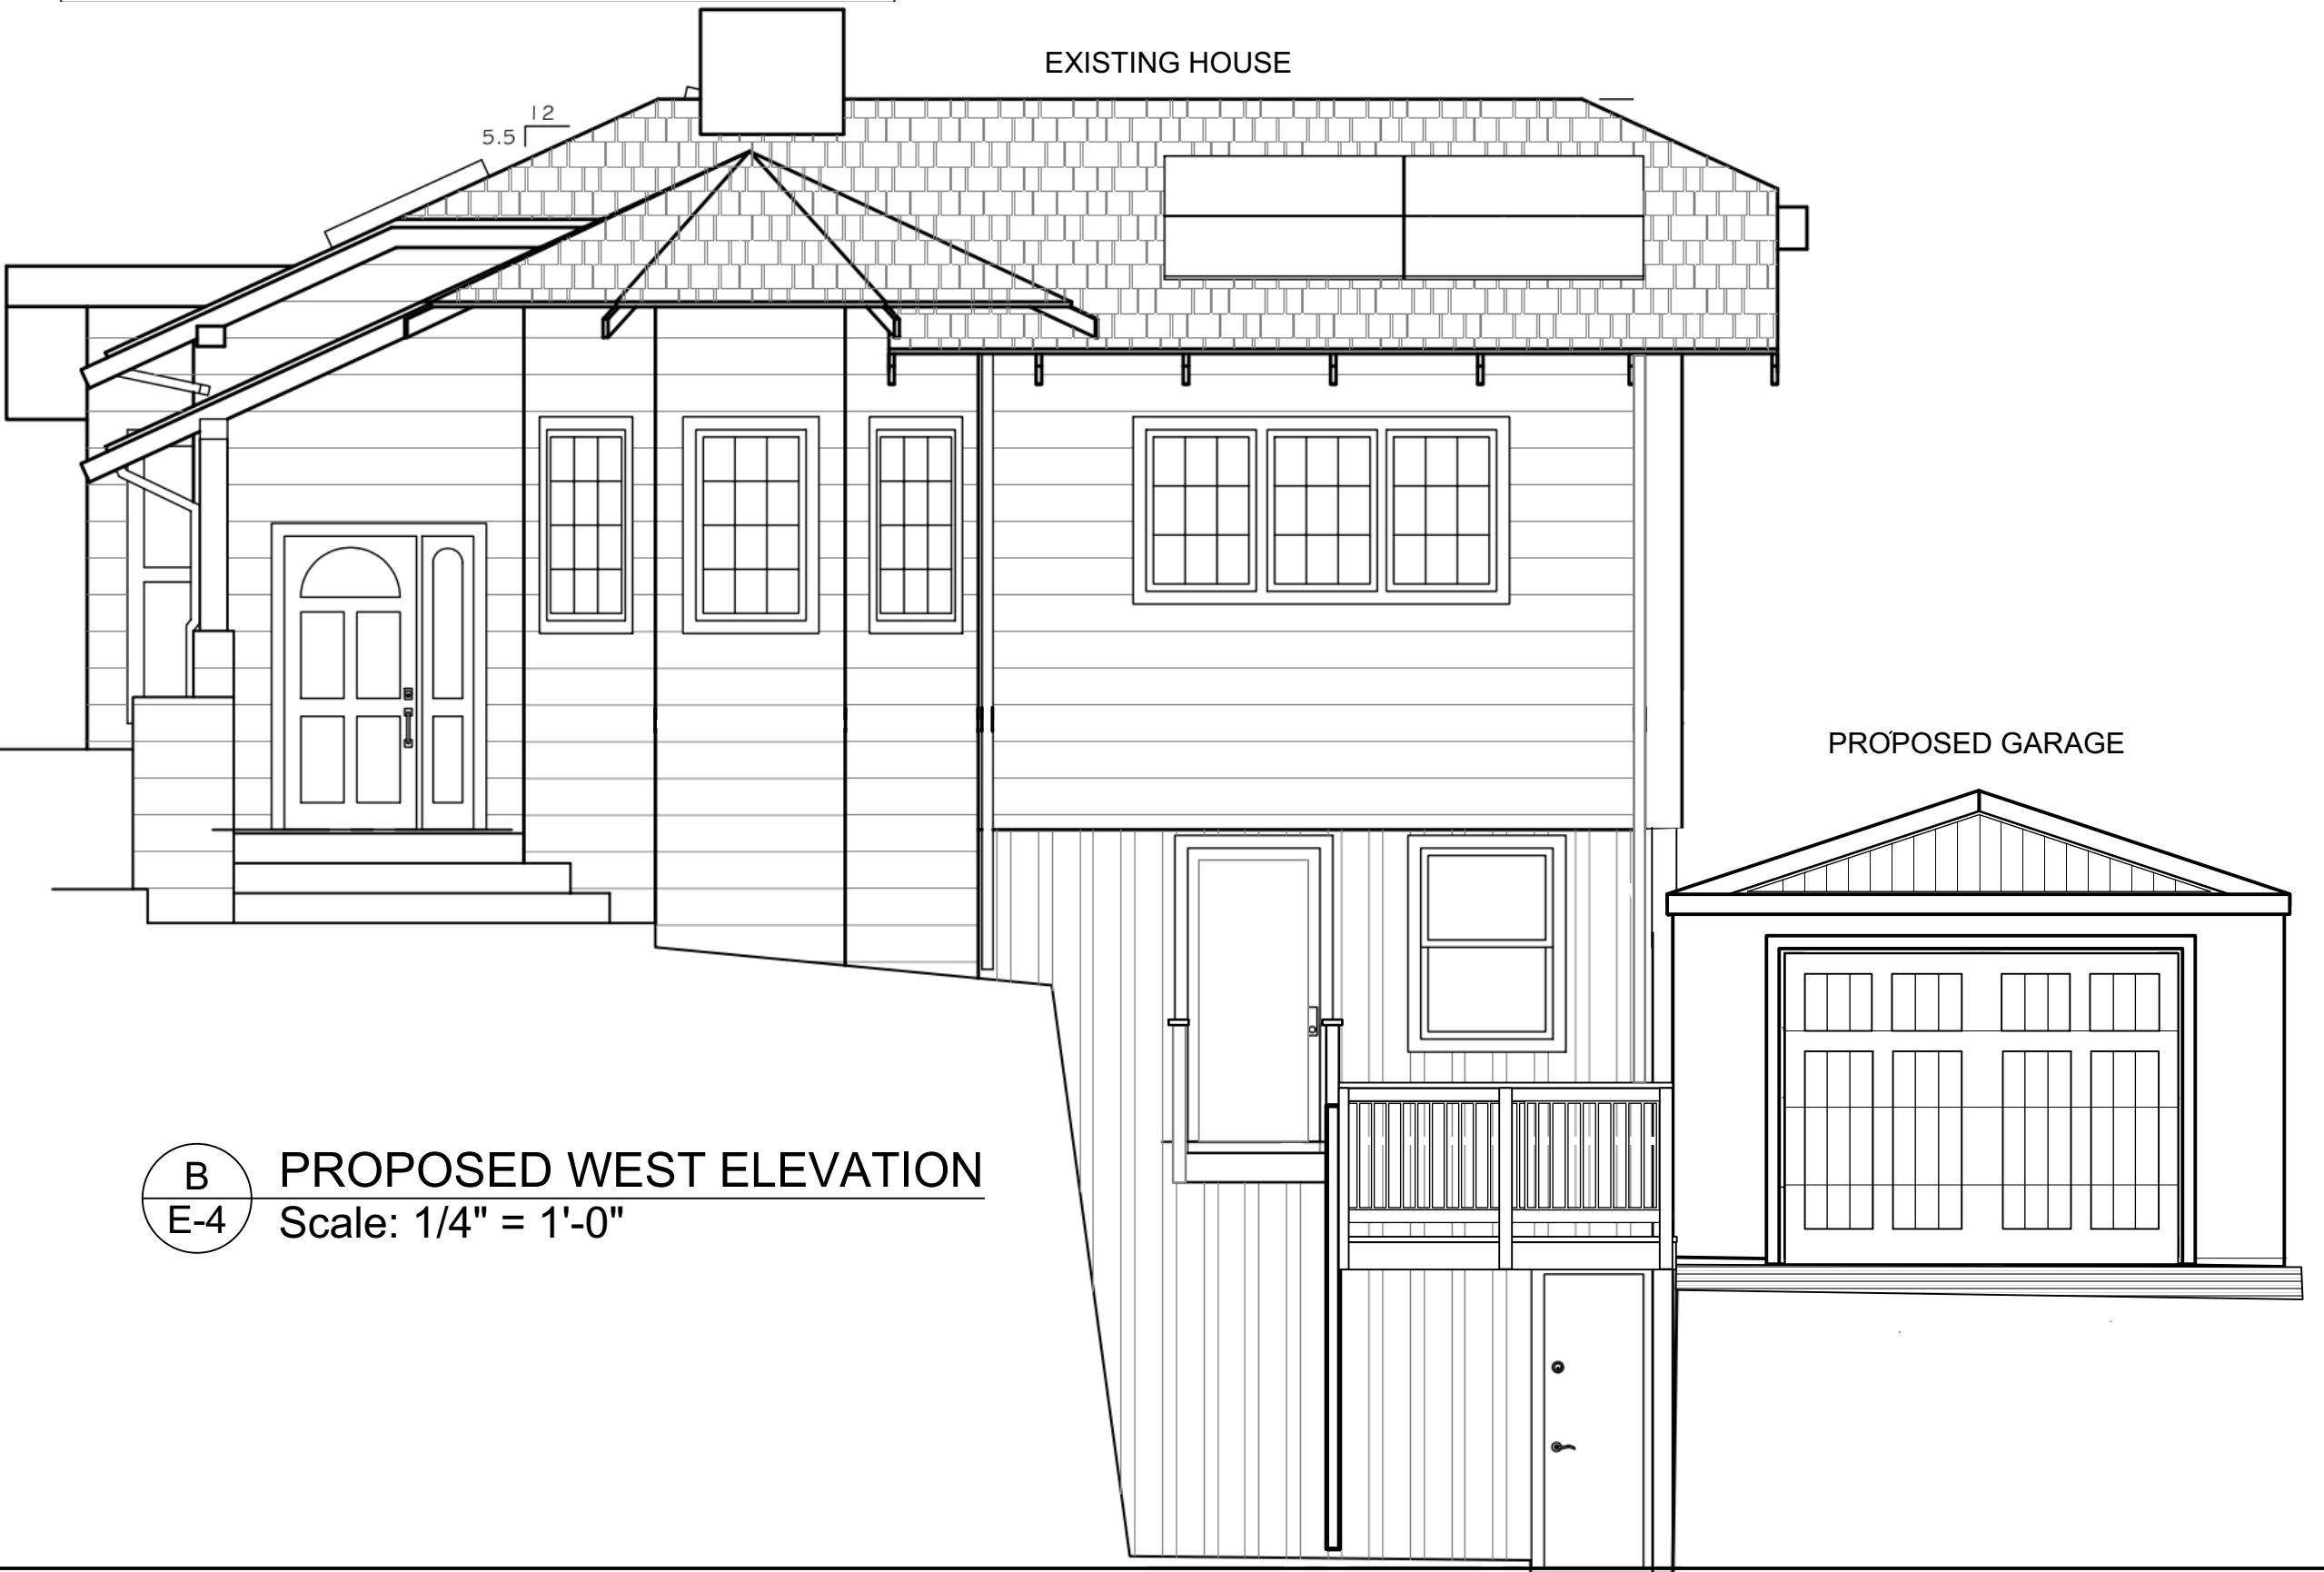 EXISTING HOUSE
12
5.5
PROPOSED GARAGE
B
E-4
PROPOSED WEST ELEVATION
Scale: 1/4" = 1'-0"